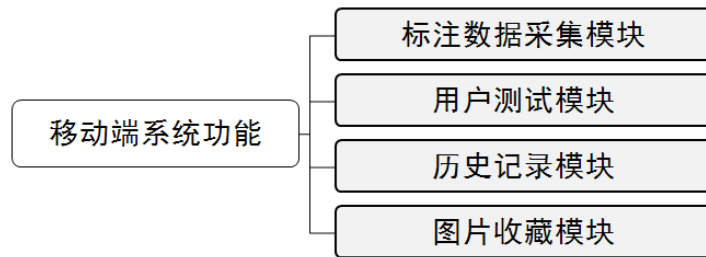 标注数据采集模块
用户测试模块
移动端系统功能
历史记录模块
图片收藏模块